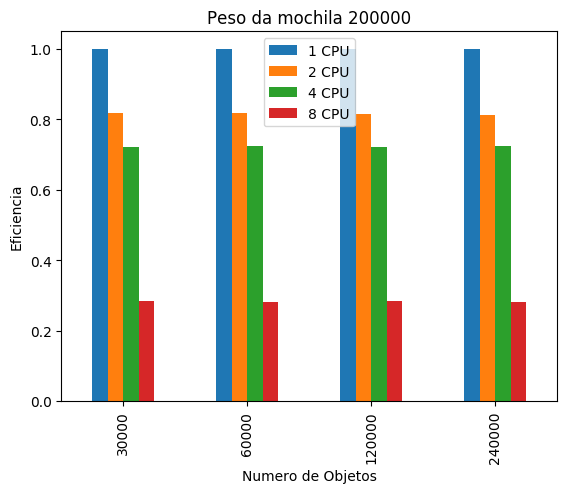 Peso da mochila 200000
1 CPU
2 CPU
4 CPU
8 CPU
Eficiencia
1.0
0.8
0.6
0.4
0.2
0.0
30000
60000
120000
240000
Numero de Objetos